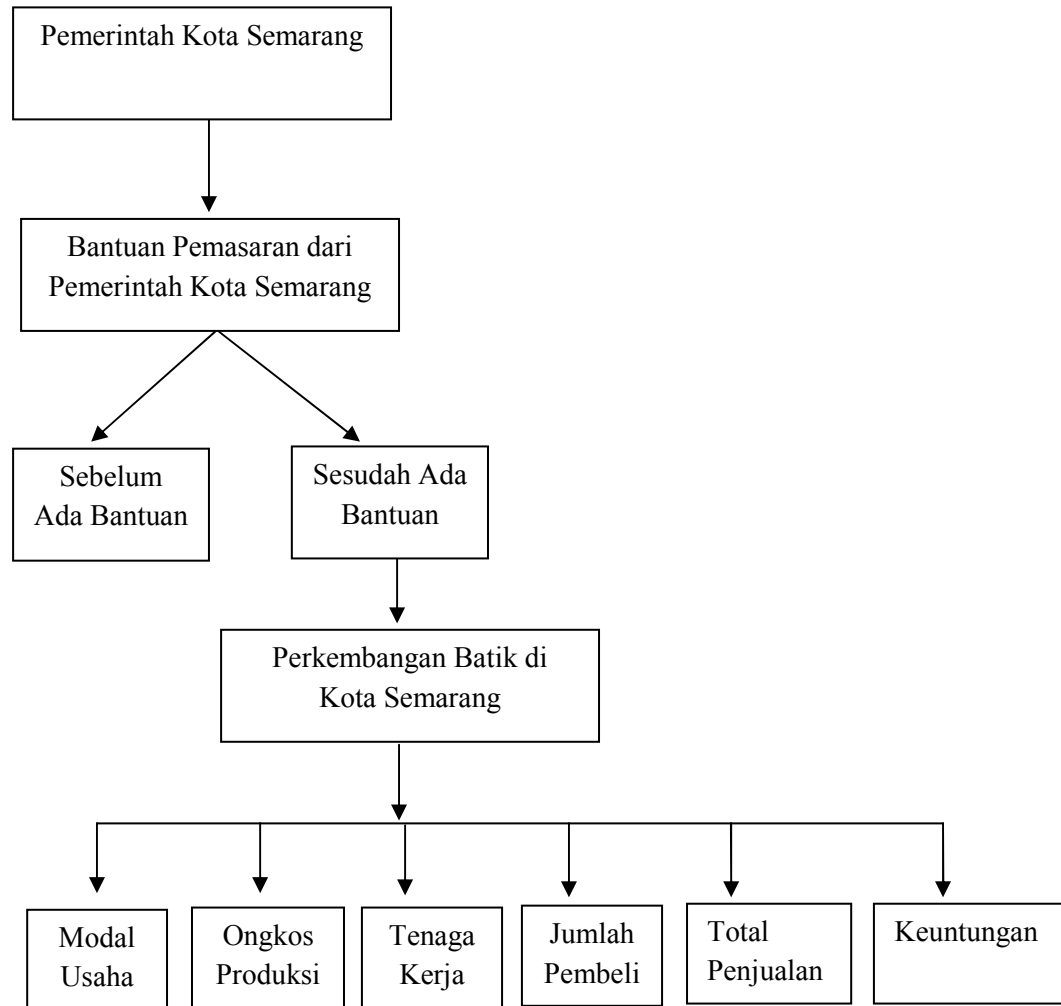 Pemerintah Kota Semarang
Bantuan Pemasaran dari
Pemerintah Kota Semarang
Sebelum
Ada Bantuan
Sesudah Ada
Bantuan
Perkembangan Batik di
Kota Semarang
Modal
Usaha
Ongkos
Produksi
Tenaga
Kerja
Jumlah
Pembeli
Total
Penjualan
Keuntungan